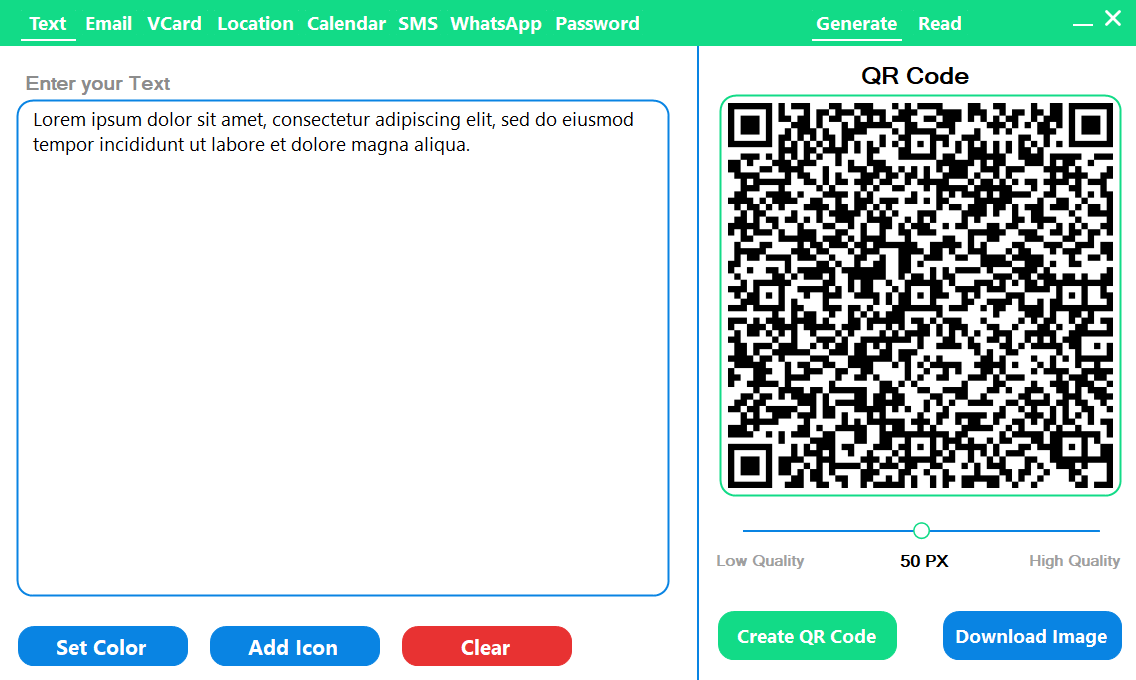 Text Email VCard Location Calendar SMS WhatsApp Password Generate Read
Enter your Text
Lorem ipsum dolor sit amet, consectetur adipiscing elit, sed do eiusmod
tempor incididunt ut labore et dolore magna aliqua.
Set Color Add Icon Clear
QR Code
Low Quality 50 PX High Quality
Create QR Code Download Image